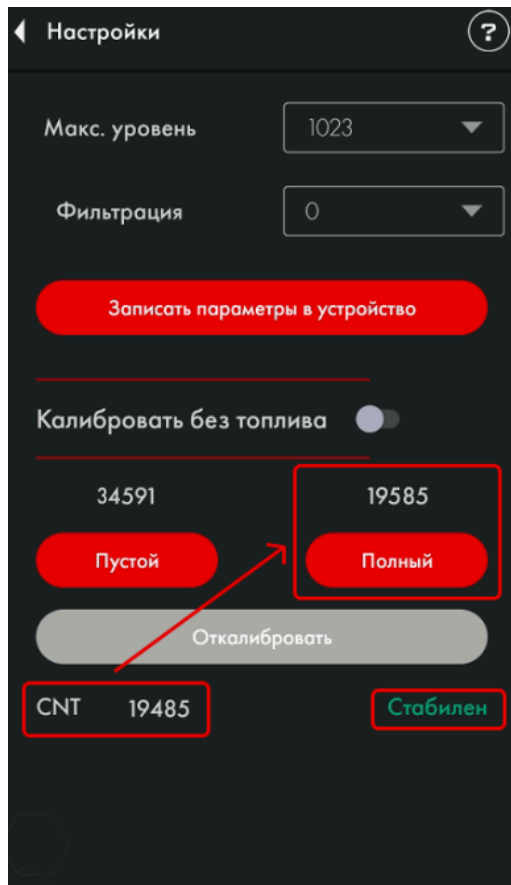 Настройки ?
Макс. уровень 1023
Фильтрация 0
Записать параметры в устройство
Калибровать без топлива
34591 19585
Пустой Полный
Откалибровать
CNT 19485 Стабилен